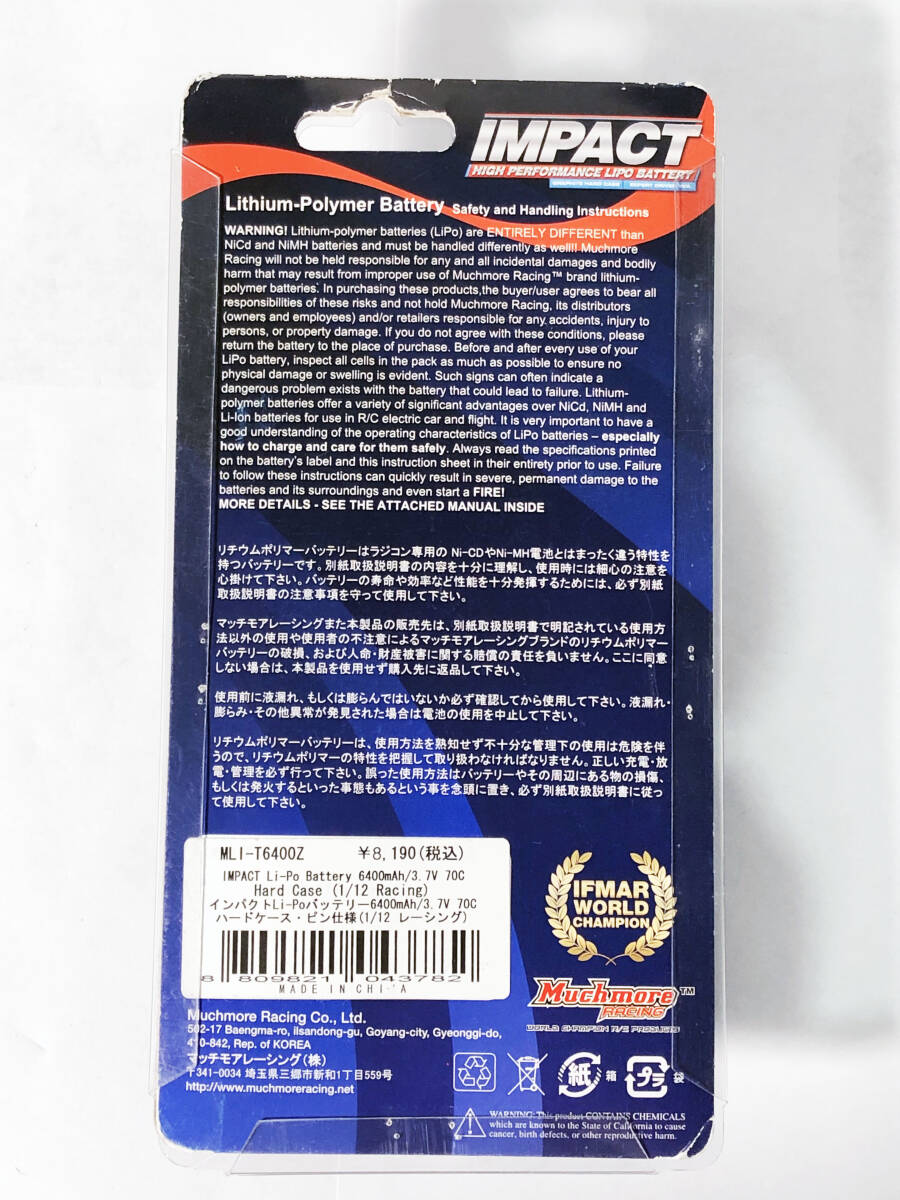 IMPACT
HIGH PERFORMANCE LIPO BATTERY
GRAPHITE HARD CASE EXPERT RACING
Lithium-Polymer Battery Safety and Handling Instructions
WARNING! Lithium-polymer batteries (LiPo) are ENTIRELY DIFFERENT than
NiCd and NiMH batteries and must be handled differently as well!!! Muchmore
Racing will not be held responsible for any and all incidental damages and bodily
harm that may result from improper use of Muchmore Racing™ brand lithium-
polymer batteries. In purchasing these products,the buyer/user agrees to bear all
responsibilities of these risks and not hold Muchmore Racing, its distributors
(owners and employees) and/or retailers responsible for any accidents, injury to
persons, or property damage. If you do not agree with these conditions, please
return the battery to the place of purchase. Before and after every use of your
LiPo battery, inspect all cells in the pack as much as possible to ensure no
physical damage or swelling is evident. Such signs can often indicate a
dangerous problem exists with the battery that could lead to failure. Lithium-
polymer batteries offer a variety of significant advantages over NiCd, NiMH and
Li-Ion batteries for use in R/C electric car and flight. It is very important to have a
good understanding of the operating characteristics of LiPo batteries – especially
how to charge and care for them safely. Always read the specifications printed
on the battery's label and this instruction sheet in their entirety prior to use. Failure
to follow these instructions can quickly result in severe, permanent damage to the
batteries and its surroundings and even start a FIRE!
MORE DETAILS - SEE THE ATTACHED MANUAL INSIDE
リチウムポリマーバッテリーはラジコン専用の Ni-CDやNi-MH電池とはまったく違う特性を
持つバッテリーです。別紙取扱説明書の内容を十分に理解し、使用時には細心の注意を
心掛けて下さい。バッテリーの寿命や効率など性能を十分発揮するためには、必ず別紙
取扱説明書の注意事項を守って使用して下さい。
マッチモアレーシングまた本製品の販売先は、別紙取扱説明書で明記されている使用方
法以外の使用や使用者の不注意によるマッチモアレーシングブランドのリチウムポリマー
バッテリーの破損、および人命・財産被害に関する賠償の責任を負いません。ここに同意
しない場合は、本製品を使用せず購入先に返品して下さい。
使用前に液漏れ、もしくは膨らんではいないか必ず確認してから使用して下さい。液漏れ・
膨らみ・その他異常が発見された場合は電池の使用を中止して下さい。
リチウムポリマーバッテリーは、使用方法を熟知せず不十分な管理下の使用は危険を伴
うので、リチウムポリマーの特性を把握して取り扱わなければなりません。正しい充電・放
電・管理を必ず行って下さい。誤った使用方法はバッテリーやその周辺にある物の損傷、
もしくは発火するといった事態もあるという事を念頭に置き、必ず別紙取扱説明書に従っ
て使用して下さい。
MLI-T6400Z ￥8,190(税込)
IMPACT Li-Po Battery 6400mAh/3.7V 70C
Hard Case (1/12 Racing)
インパクトLi-Poバッテリー6400mAh/3.7V 70C
ハードケース・ピン仕様(1/12 レーシング)
8 809821 043782
MADE IN CHINA
IFMAR
WORLD
CHAMPION
Muchmore™
RACING
WORLD CHAMPION R/C PRODUCTS
Muchmore Racing Co., Ltd.
502-17 Baengma-ro, Ilsandong-gu, Goyang-city, Gyeonggi-do,
410-842, Rep. of KOREA
マッチモアレーシング(株)
〒341-0034 埼玉県三郷市新和1丁目559号
http://www.muchmoreracing.net
紙 箱 プラ 袋
WARNING: This product CONTAINS CHEMICALS
which are known to the State of California to cause
cancer, birth defects, or other reproductive harm.